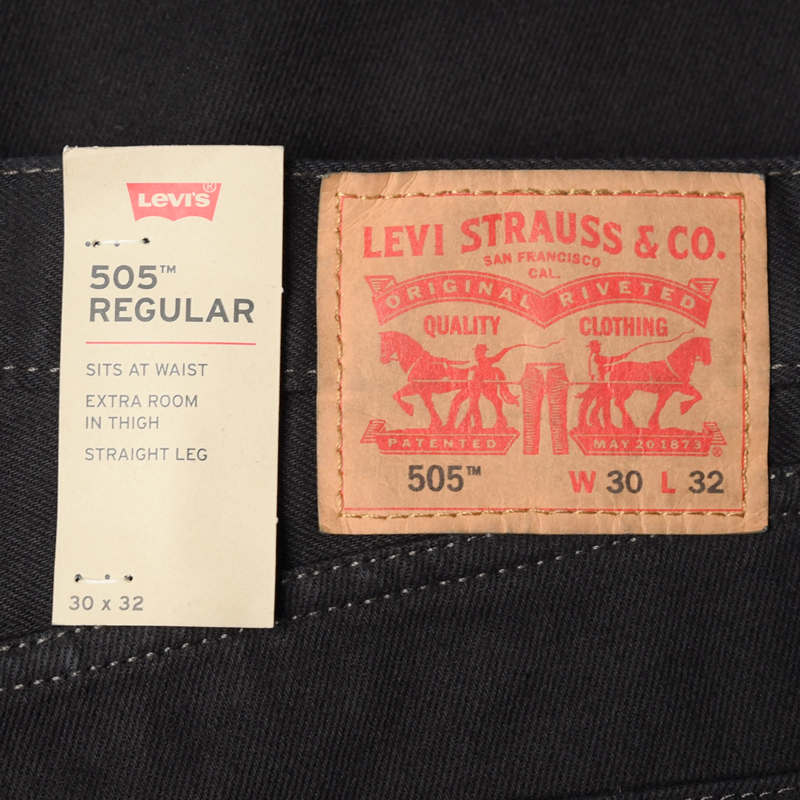 LEVI'S®
505™
REGULAR
SITS AT WAIST
EXTRA ROOM
IN THIGH
STRAIGHT LEG
30 x 32
LEVI STRAUSS & CO.
SAN FRANCISCO
CAL.
ORIGINAL RIVETED
QUALITY CLOTHING
PATENTED MAY 20 1873 ®
505™ W 30 L 32